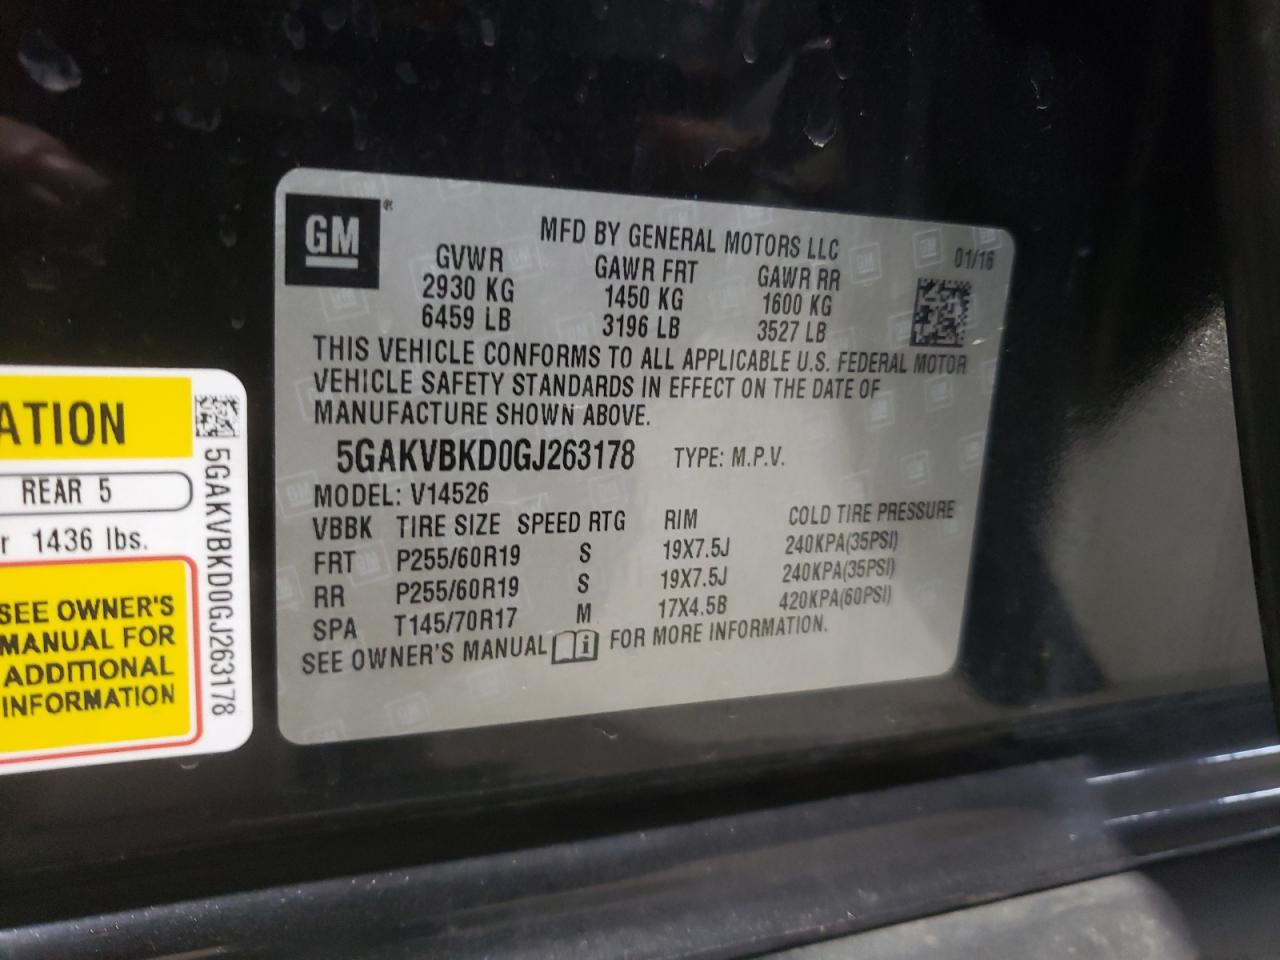 GM
®
MFD BY GENERAL MOTORS LLC
01/16
GVWR GAWR FRT GAWR RR
2930 KG 1450 KG 1600 KG
6459 LB 3196 LB 3527 LB
THIS VEHICLE CONFORMS TO ALL APPLICABLE U.S. FEDERAL MOTOR
VEHICLE SAFETY STANDARDS IN EFFECT ON THE DATE OF
MANUFACTURE SHOWN ABOVE.
5GAKVBKD0GJ263178 TYPE: M.P.V.
MODEL: V14526
VBBK TIRE SIZE SPEED RTG RIM COLD TIRE PRESSURE
FRT P255/60R19 S 19X7.5J 240KPA(35PSI)
RR P255/60R19 S 19X7.5J 240KPA(35PSI)
SPA T145/70R17 M 17X4.5B 420KPA(60PSI)
SEE OWNER'S MANUAL i FOR MORE INFORMATION.
ATION
REAR 5
r 1436 lbs.
SEE OWNER'S
MANUAL FOR
ADDITIONAL
INFORMATION
5GAKVBKD0GJ263178